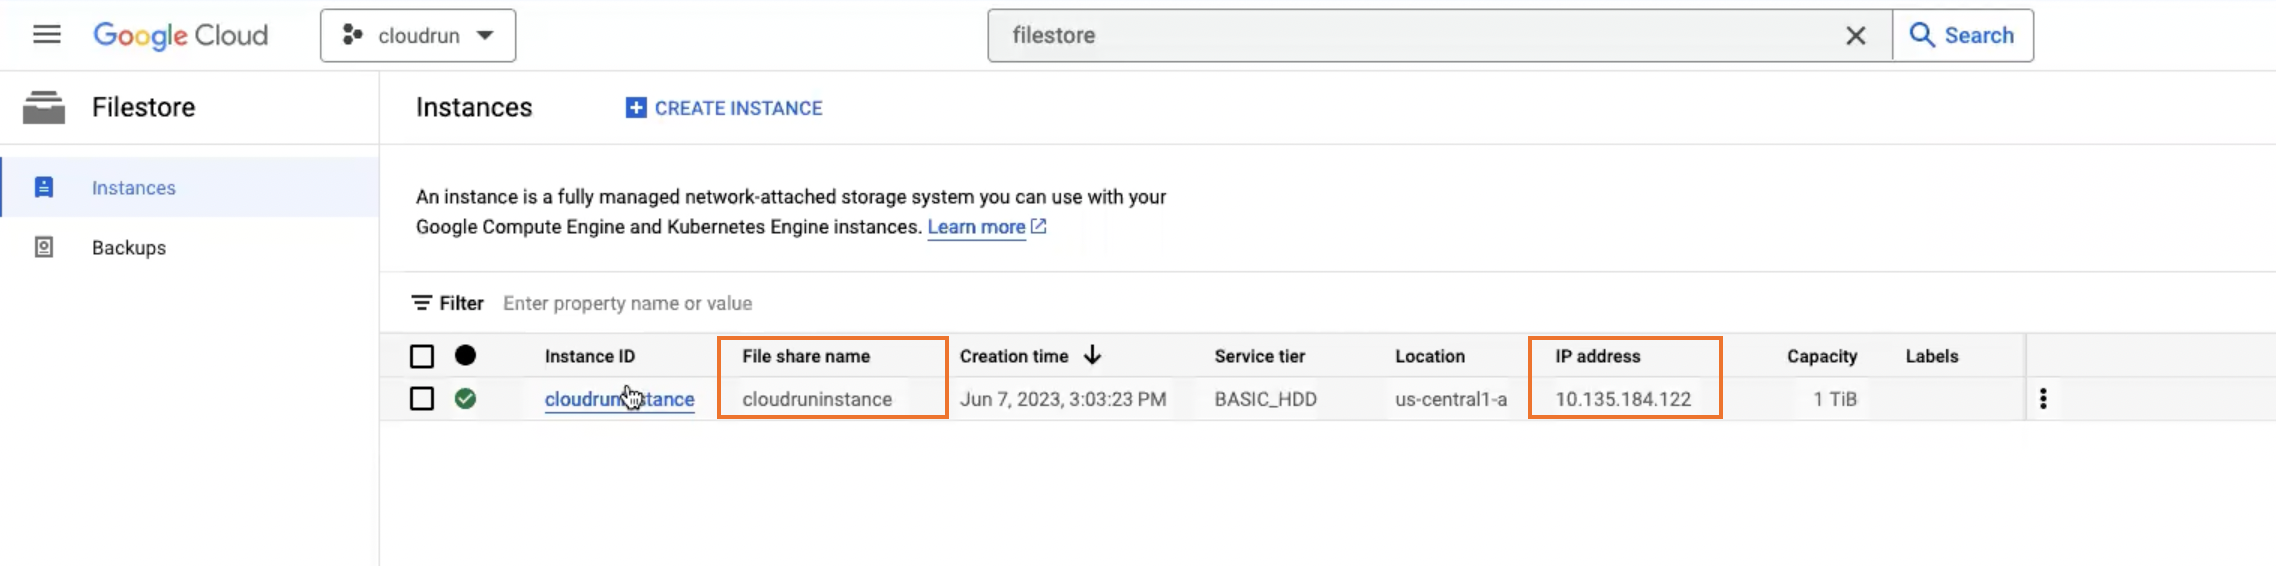 Google Cloud
cloudrun
filestore
Search
Filestore
Instances
CREATE INSTANCE
Instances
Backups
An instance is a fully managed network-attached storage system you can use with your
Google Compute Engine and Kubernetes Engine instances. Learn more
Filter Enter property name or value
Instance ID File share name Creation time Service tier Location IP address Capacity Labels
cloudruninstance cloudruninstance Jun 7, 2023, 3:03:23 PM BASIC_HDD us-central1-a 10.135.184.122 1 TiB